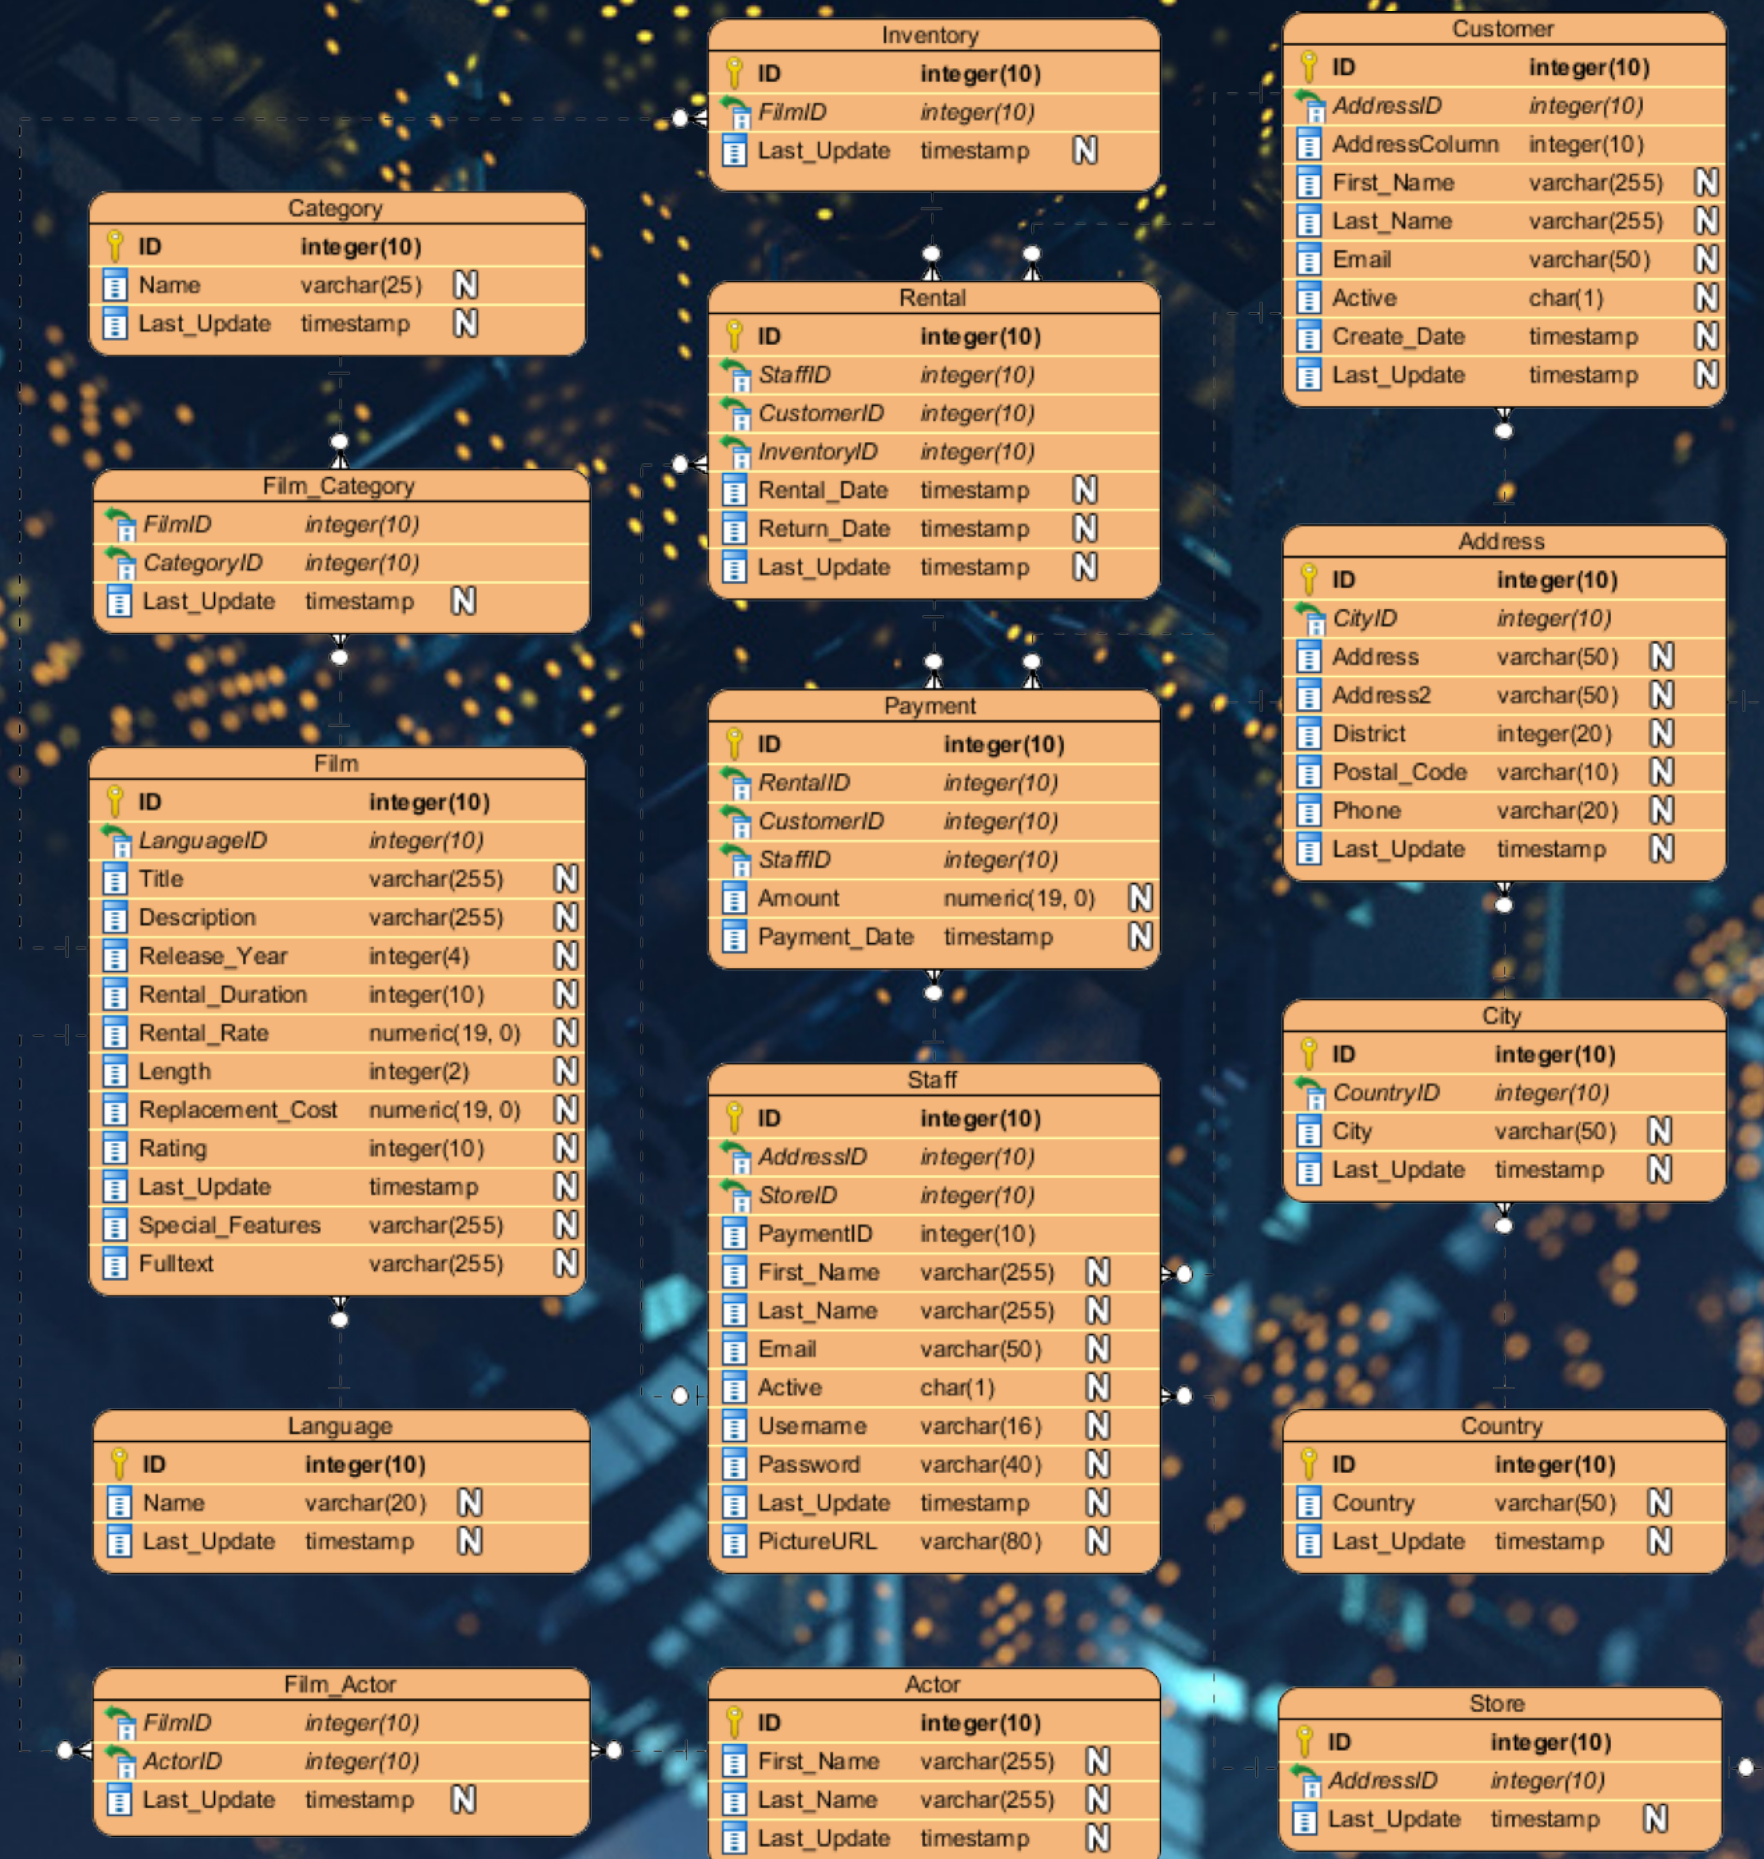 Inventory
ID integer(10)
FilmID integer(10)
Last_Update timestamp N
Customer
ID integer(10)
AddressID integer(10)
AddressColumn integer(10)
First_Name varchar(255) N
Last_Name varchar(255) N
Email varchar(50) N
Active char(1) N
Create_Date timestamp N
Last_Update timestamp N
Category
ID integer(10)
Name varchar(25) N
Last_Update timestamp N
Rental
ID integer(10)
StaffID integer(10)
CustomerID integer(10)
InventoryID integer(10)
Rental_Date timestamp N
Return_Date timestamp N
Last_Update timestamp N
Film_Category
FilmID integer(10)
CategoryID integer(10)
Last_Update timestamp N
Address
ID integer(10)
CityID integer(10)
Address varchar(50) N
Address2 varchar(50) N
District integer(20) N
Postal_Code varchar(10) N
Phone varchar(20) N
Last_Update timestamp N
Payment
ID integer(10)
RentalID integer(10)
CustomerID integer(10)
StaffID integer(10)
Amount numeric(19, 0) N
Payment_Date timestamp N
Film
ID integer(10)
LanguageID integer(10)
Title varchar(255) N
Description varchar(255) N
Release_Year integer(4) N
Rental_Duration integer(10) N
Rental_Rate numeric(19, 0) N
Length integer(2) N
Replacement_Cost numeric(19, 0) N
Rating integer(10) N
Last_Update timestamp N
Special_Features varchar(255) N
Fulltext varchar(255) N
City
ID integer(10)
CountryID integer(10)
City varchar(50) N
Last_Update timestamp N
Staff
ID integer(10)
AddressID integer(10)
StoreID integer(10)
PaymentID integer(10)
First_Name varchar(255) N
Last_Name varchar(255) N
Email varchar(50) N
Active char(1) N
Username varchar(16) N
Password varchar(40) N
Last_Update timestamp N
PictureURL varchar(80) N
Language
ID integer(10)
Name varchar(20) N
Last_Update timestamp N
Country
ID integer(10)
Country varchar(50) N
Last_Update timestamp N
Film_Actor
FilmID integer(10)
ActorID integer(10)
Last_Update timestamp N
Actor
ID integer(10)
First_Name varchar(255) N
Last_Name varchar(255) N
Last_Update timestamp N
Store
ID integer(10)
AddressID integer(10)
Last_Update timestamp N